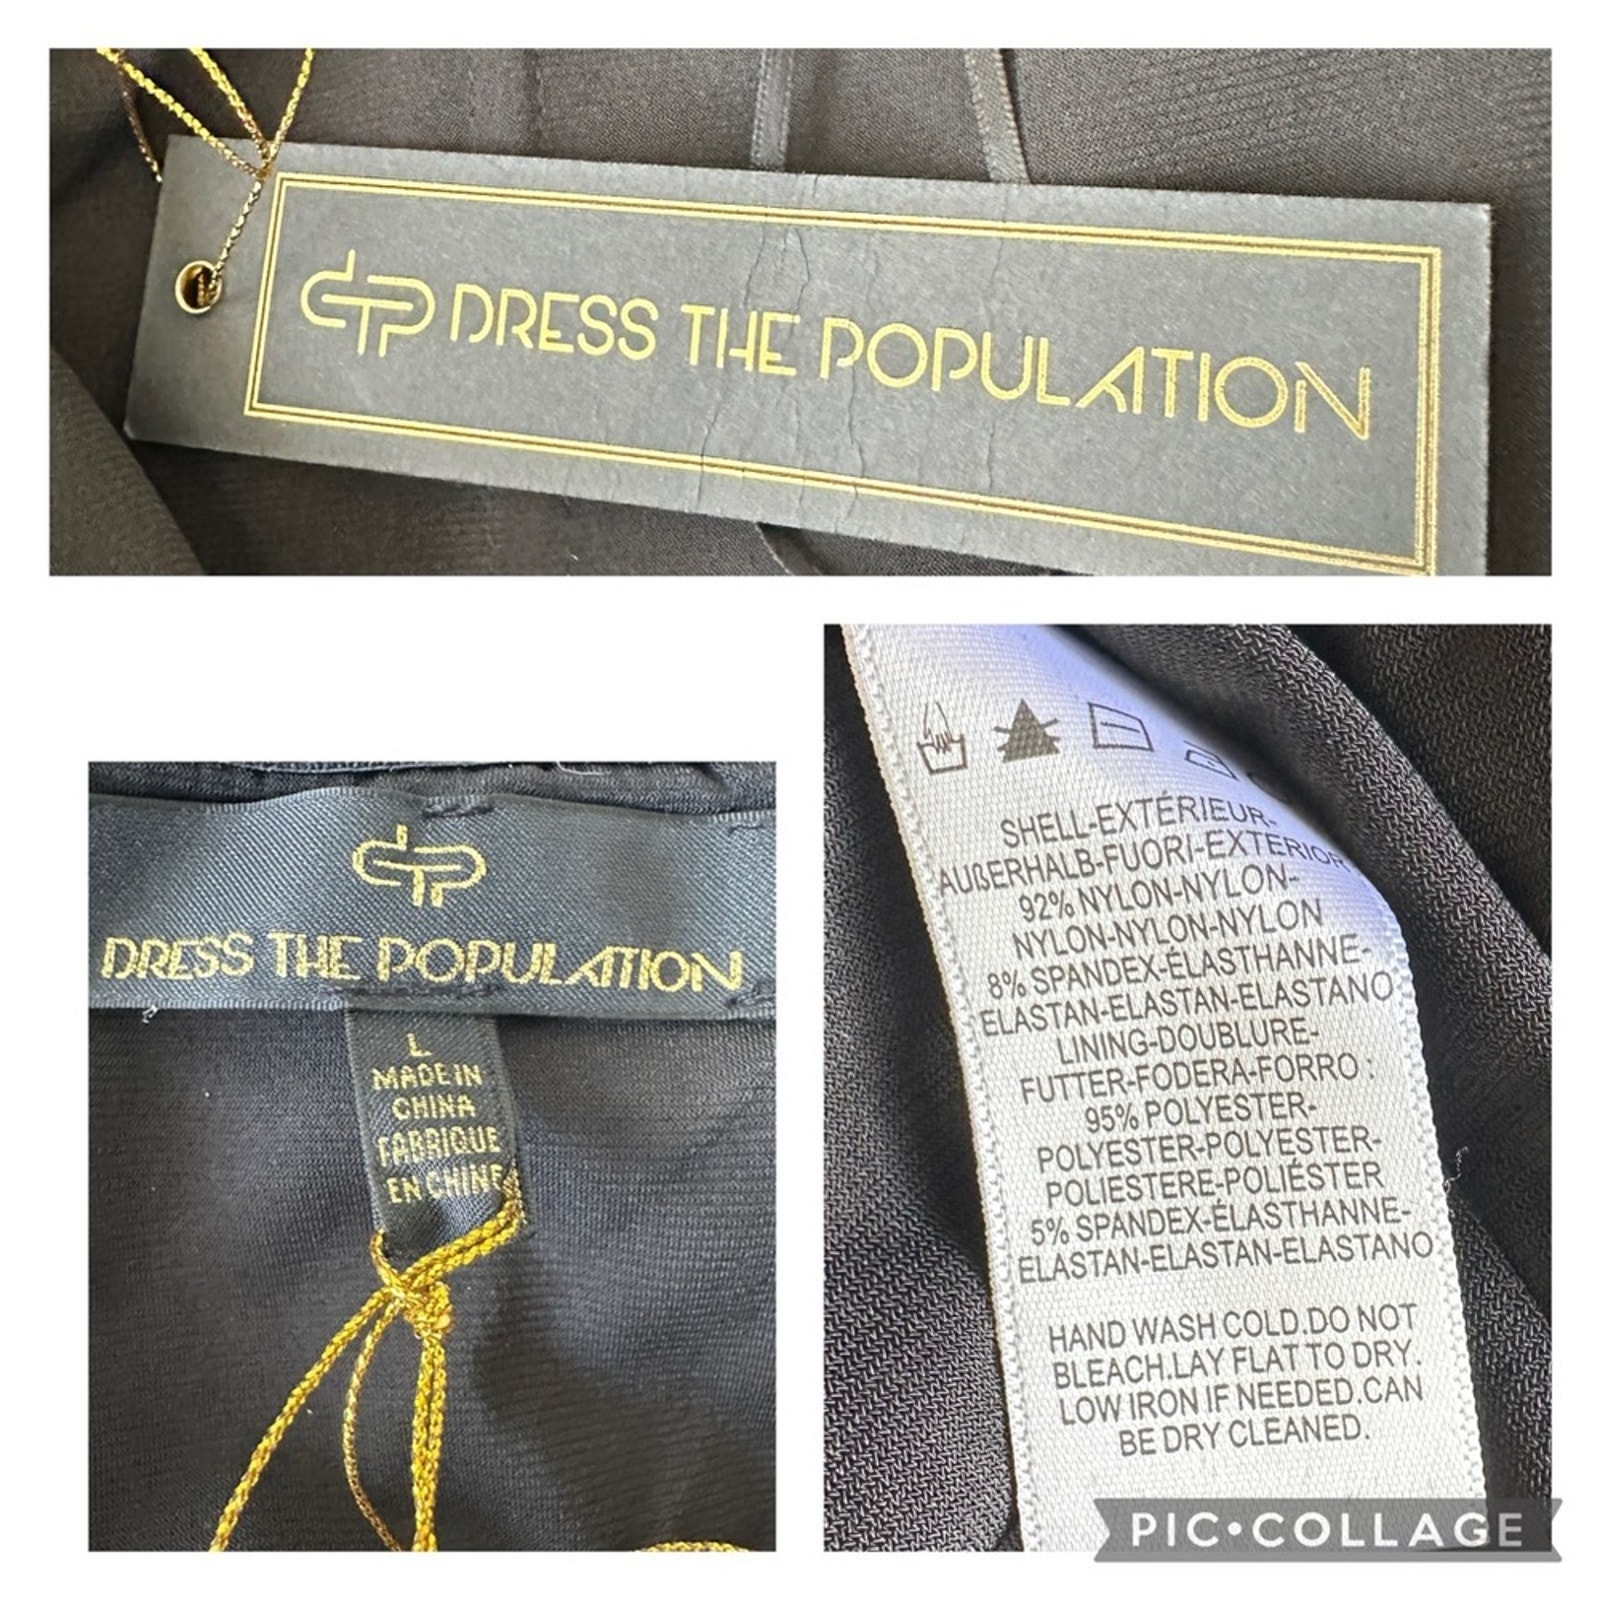 DRESS THE POPULATION
DRESS THE POPULATION
L
MADE IN
CHINA
FABRIQUE
EN CHINE
SHELL-EXTÉRIEUR-
AUßERHALB-FUORI-EXTERIOR
92% NYLON-NYLON-
NYLON-NYLON-NYLON
8% SPANDEX-ÉLASTHANNE-
ELASTAN-ELASTAN-ELASTANO
LINING-DOUBLURE-
FUTTER-FODERA-FORRO :
95% POLYESTER-
POLYESTER-POLYESTER-
POLIESTERE-POLIÉSTER
5% SPANDEX-ÉLASTHANNE-
ELASTAN-ELASTAN-ELASTANO
HAND WASH COLD.DO NOT
BLEACH.LAY FLAT TO DRY.
LOW IRON IF NEEDED.CAN
BE DRY CLEANED.
PIC•COLLAGE